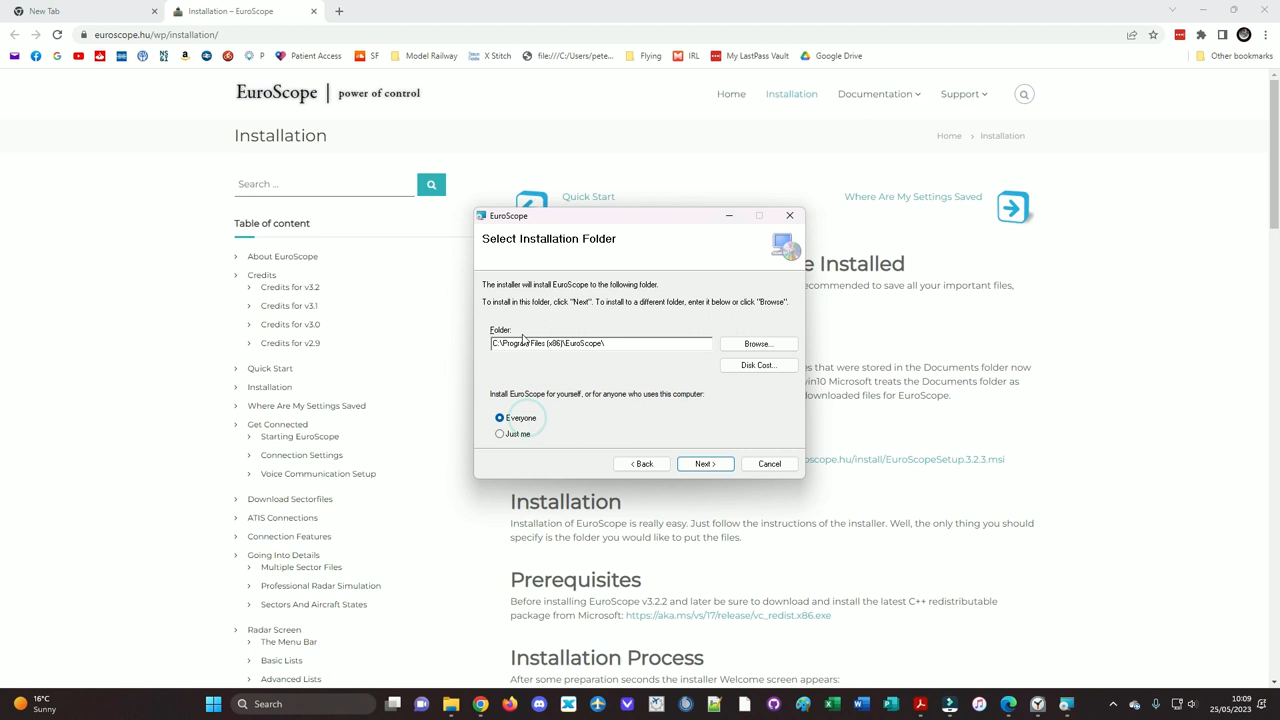 New Tab
Installation – EuroScope
euroscope.hu/wp/installation/
P
Patient Access
SF
Model Railway
X Stitch
file:///C:/Users/pete...
Flying
IRL
My LastPass Vault
Google Drive
Other bookmarks
EuroScope | power of control
Home
Installation
Documentation
Support
Installation
Home > Installation
Search ...
Table of content
About EuroScope
Credits
Credits for v3.2
Credits for v3.1
Credits for v3.0
Credits for v2.9
Quick Start
Installation
Where Are My Settings Saved
Get Connected
Starting EuroScope
Connection Settings
Voice Communication Setup
Download Sectorfiles
ATIS Connections
Connection Features
Going Into Details
Multiple Sector Files
Professional Radar Simulation
Sectors And Aircraft States
Radar Screen
The Menu Bar
Basic Lists
Advanced Lists
Quick Start
Where Are My Settings Saved
e Installed
ecommended to save all your important files,
es that were stored in the Documents folder now
win10 Microsoft treats the Documents folder as
ownloaded files for EuroScope.
oscope.hu/install/EuroScopeSetup.3.2.3.msi
Installation
Installation of EuroScope is really easy. Just follow the instructions of the installer. Well, the only thing you should
specify is the folder you would like to put the files.
Prerequisites
Before installing EuroScope v3.2.2 and later be sure to download and install the latest C++ redistributable
package from Microsoft: https://aka.ms/vs/17/release/vc_redist.x86.exe
Installation Process
After some preparation seconds the installer Welcome screen appears:
EuroScope
Select Installation Folder
The installer will install EuroScope to the following folder.
To install in this folder, click "Next". To install to a different folder, enter it below or click "Browse".
Folder:
C:\Program Files (x86)\EuroScope\
Browse...
Disk Cost...
Install EuroScope for yourself, or for anyone who uses this computer:
Everyone
Just me
< Back
Next >
Cancel
16°C
Sunny
Search
10:09
25/05/2023